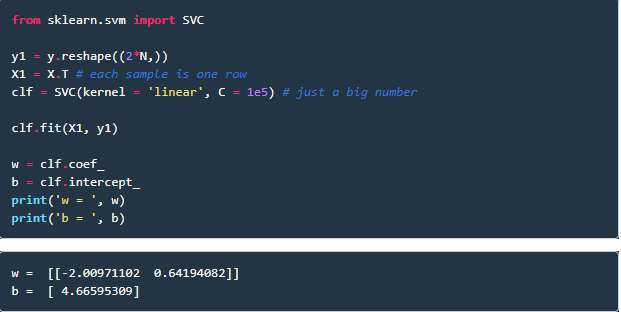 from sklearn.svm import SVC
y1 = y.reshape((2*N,))
X1 = X.T # each sample is one row
clf = SVC(kernel = 'linear', C = 1e5) # just a big number
clf.fit(X1, y1)
w = clf.coef_
b = clf.intercept_
print('w = ', w)
print('b = ', b)
w =  [[-2.00971102  0.64194082]]
b =  [ 4.66595309]